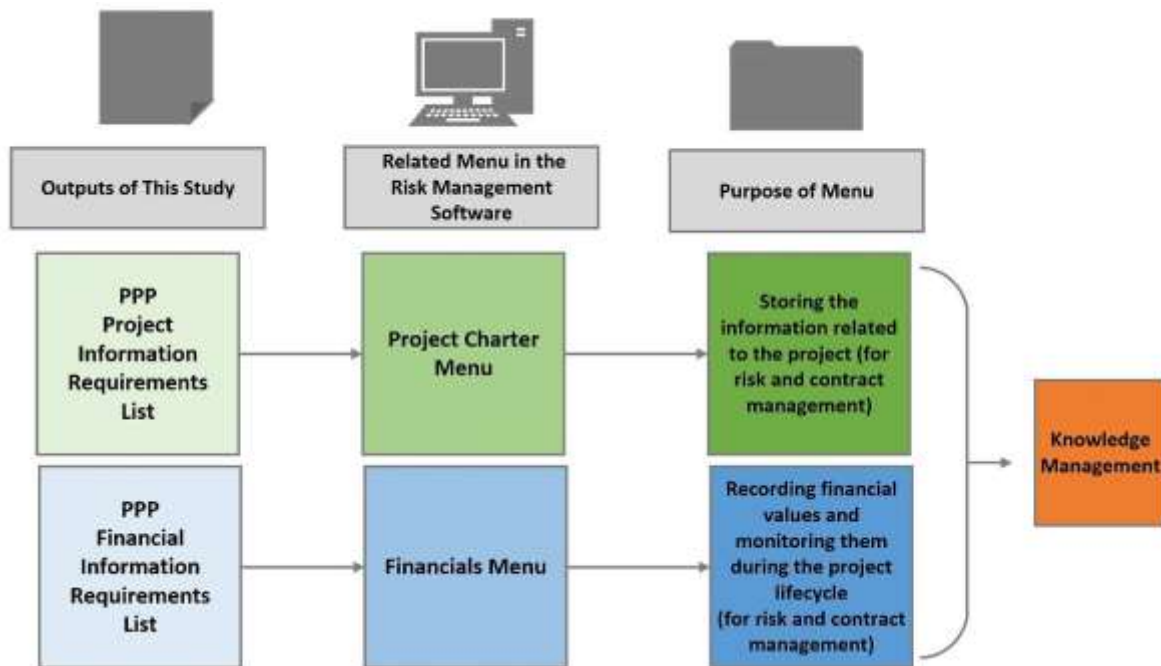 Outputs of This Study
Related Menu in the
Risk Management
Software
Purpose of Menu
PPP
Project
Information
Requirements
List
Project Charter
Menu
Storing the
information related
to the project (for
risk and contract
management)
PPP
Financial
Information
Requirements
List
Financials Menu
Recording financial
values and
monitoring them
during the project
lifecycle
(for risk and contract
management)
Knowledge
Management